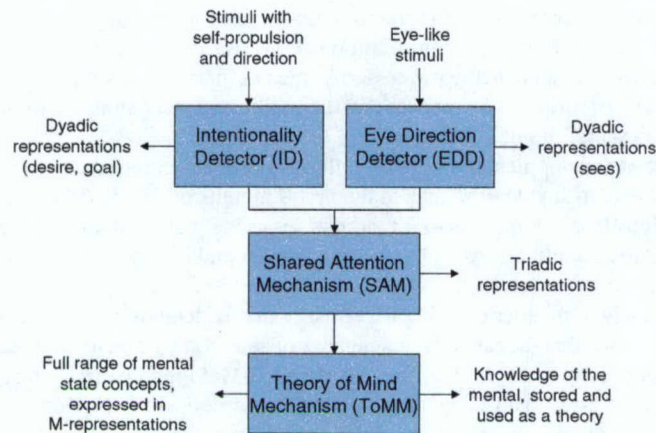 Stimuli with
self-propulsion
and direction
Eye-like
stimuli
Dyadic
representations
(desire, goal)
Intentionality
Detector (ID)
Eye Direction
Detector (EDD)
Dyadic
representations
(sees)
Shared Attention
Mechanism (SAM)
Triadic
representations
Full range of mental
state concepts,
expressed in
M-representations
Theory of Mind
Mechanism (ToMM)
Knowledge of the
mental, stored and
used as a theory